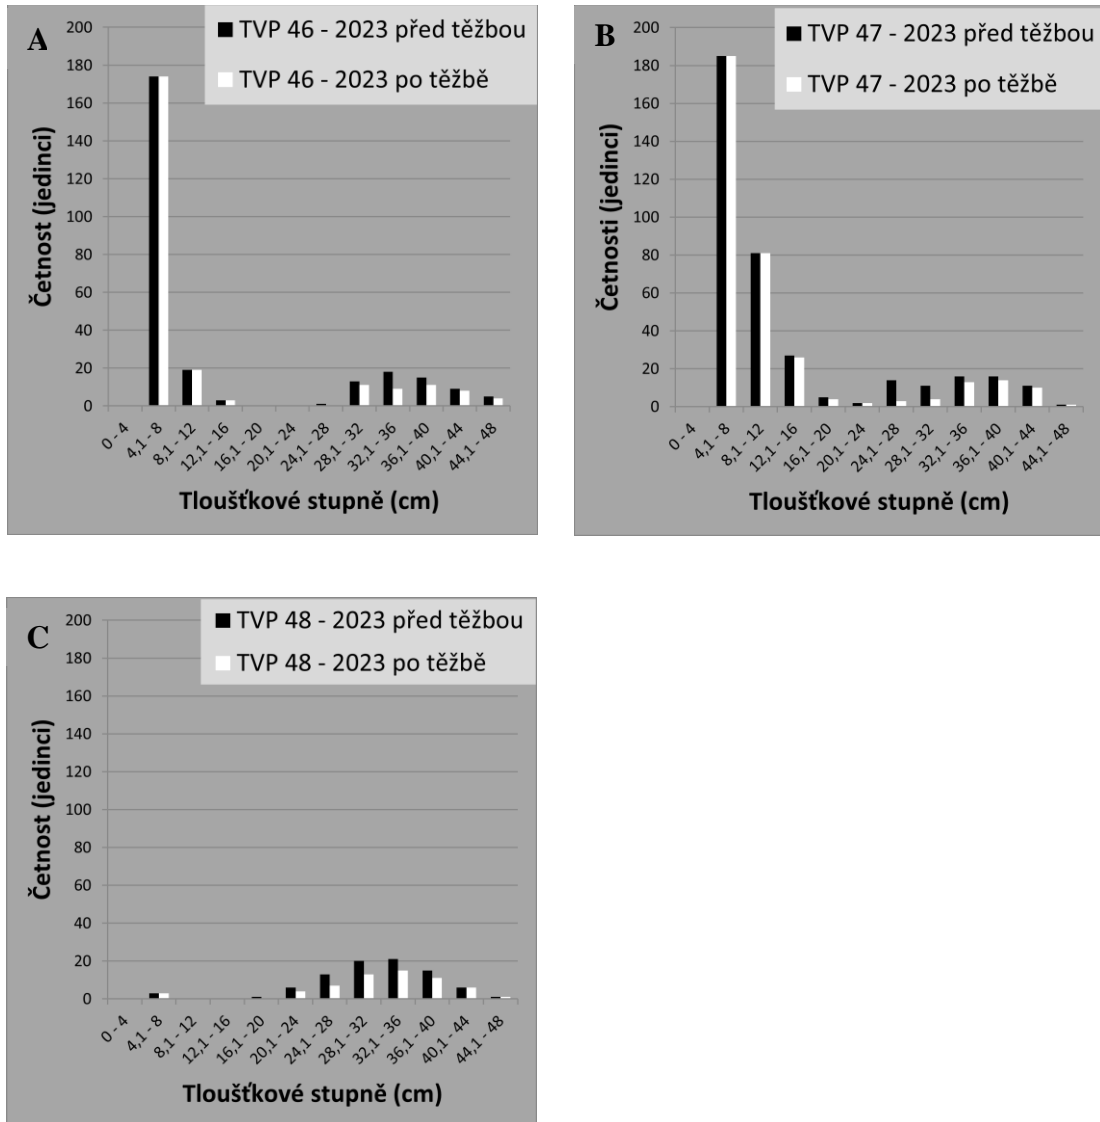 A
TVP 46 - 2023 před těžbou
TVP 46 - 2023 po těžbě
Četnost (jedinci)
200
180
160
140
120
100
80
60
40
20
0
0 - 4
4,1 - 8
8,1 - 12
12,1 - 16
16,1 - 20
20,1 - 24
24,1 - 28
28,1 - 32
32,1 - 36
36,1 - 40
40,1 - 44
44,1 - 48
Tloušťkové stupně (cm)
B
TVP 47 - 2023 před těžbou
TVP 47 - 2023 po těžbě
Četnosti (jedinci)
200
180
160
140
120
100
80
60
40
20
0
0 - 4
4,1 - 8
8,1 - 12
12,1 - 16
16,1 - 20
20,1 - 24
24,1 - 28
28,1 - 32
32,1 - 36
36,1 - 40
40,1 - 44
44,1 - 48
Tloušťkové stupně (cm)
C
TVP 48 - 2023 před těžbou
TVP 48 - 2023 po těžbě
Četnost (jedinci)
200
180
160
140
120
100
80
60
40
20
0
0 - 4
4,1 - 8
8,1 - 12
12,1 - 16
16,1 - 20
20,1 - 24
24,1 - 28
28,1 - 32
32,1 - 36
36,1 - 40
40,1 - 44
44,1 - 48
Tloušťkové stupně (cm)